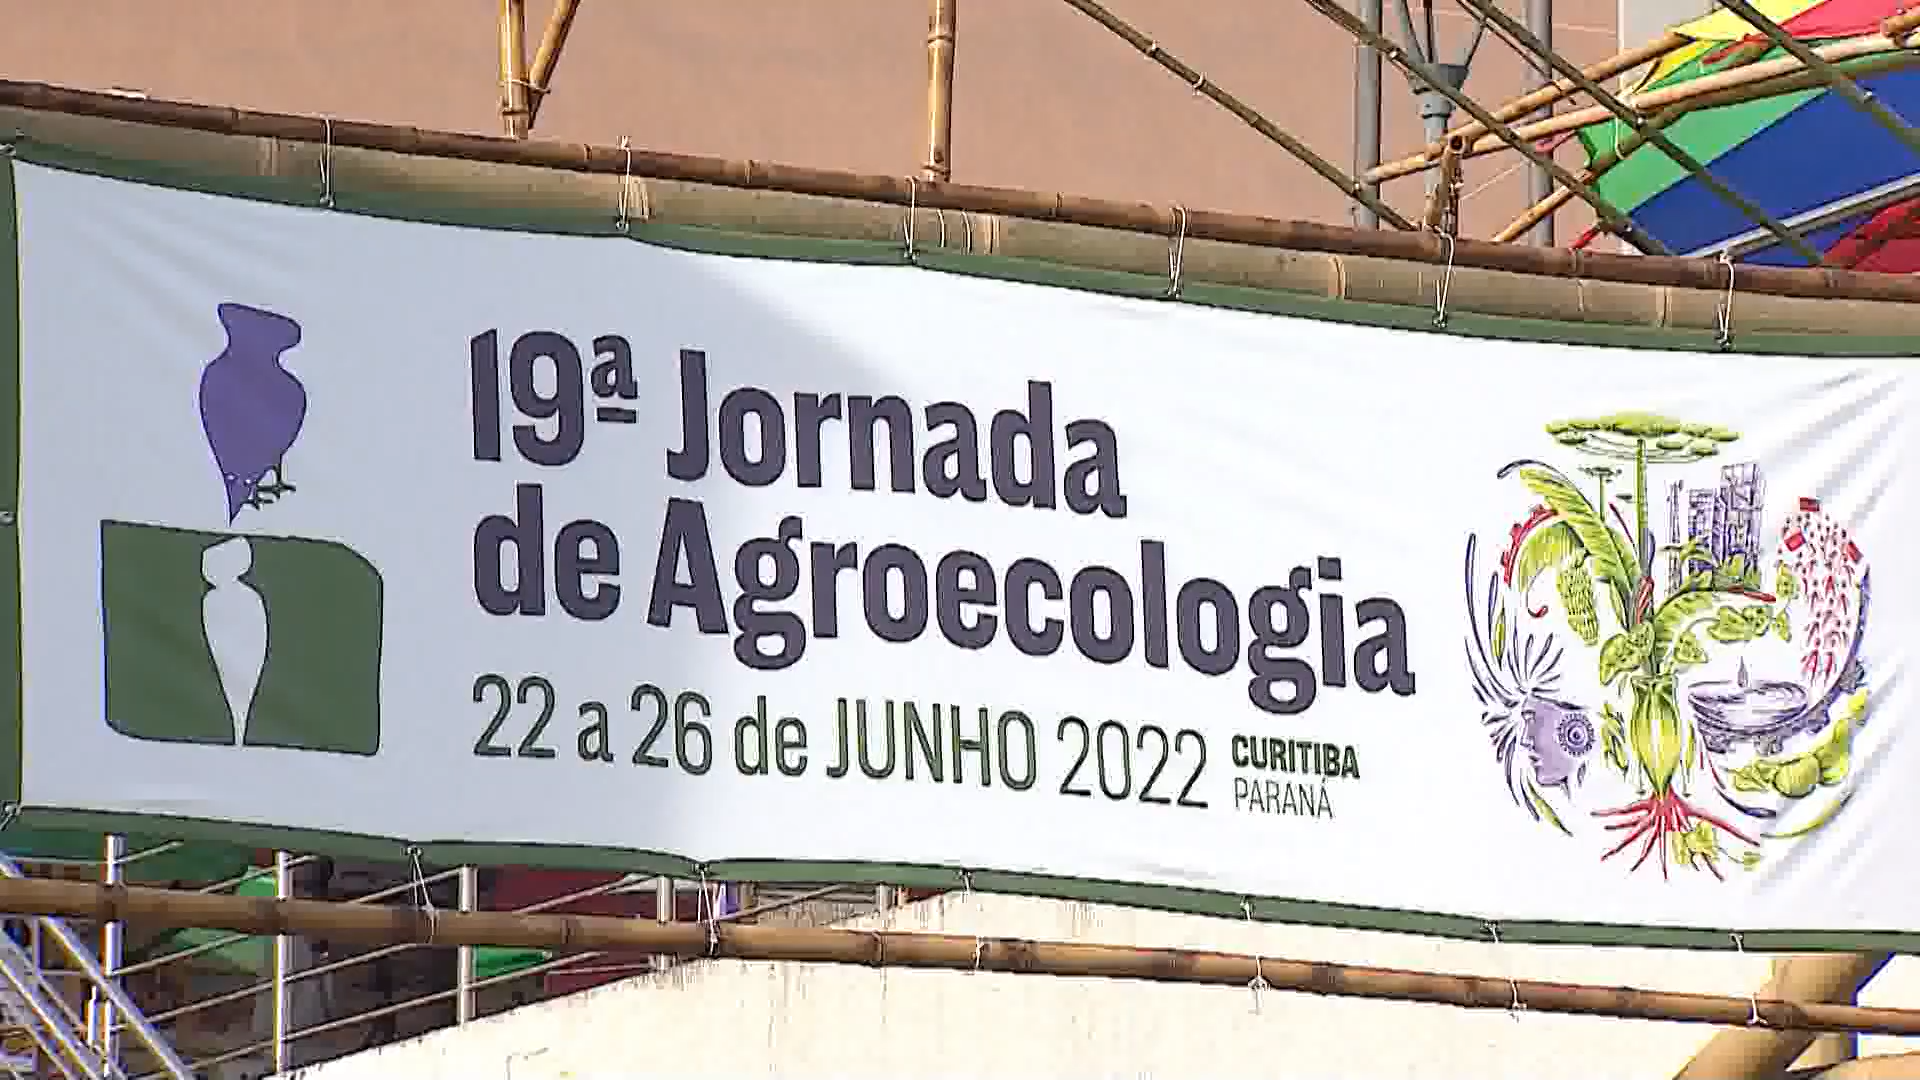 19ª Jornada
de Agroecologia
22 a 26 de JUNHO 2022 CURITIBA
PARANÁ